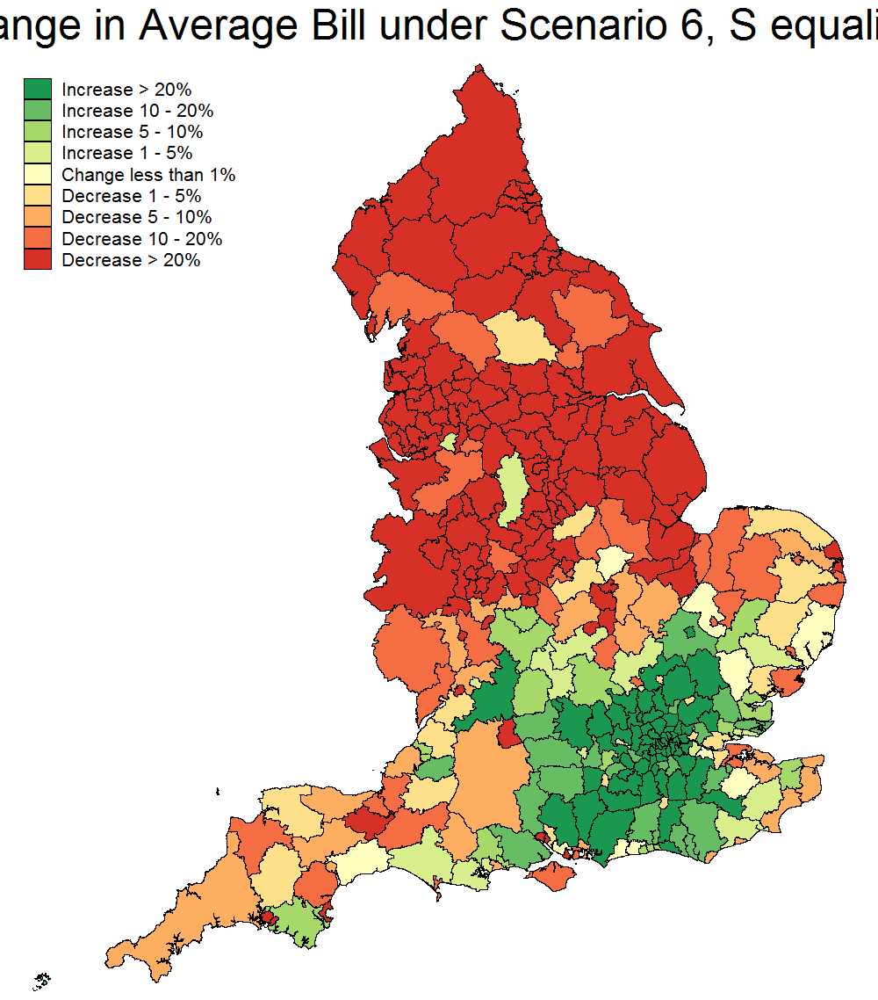 ange in Average Bill under Scenario 6, S equali
Increase > 20%
Increase 10 - 20%
Increase 5 - 10%
Increase 1 - 5%
Change less than 1%
Decrease 1 - 5%
Decrease 5 - 10%
Decrease 10 - 20%
Decrease > 20%